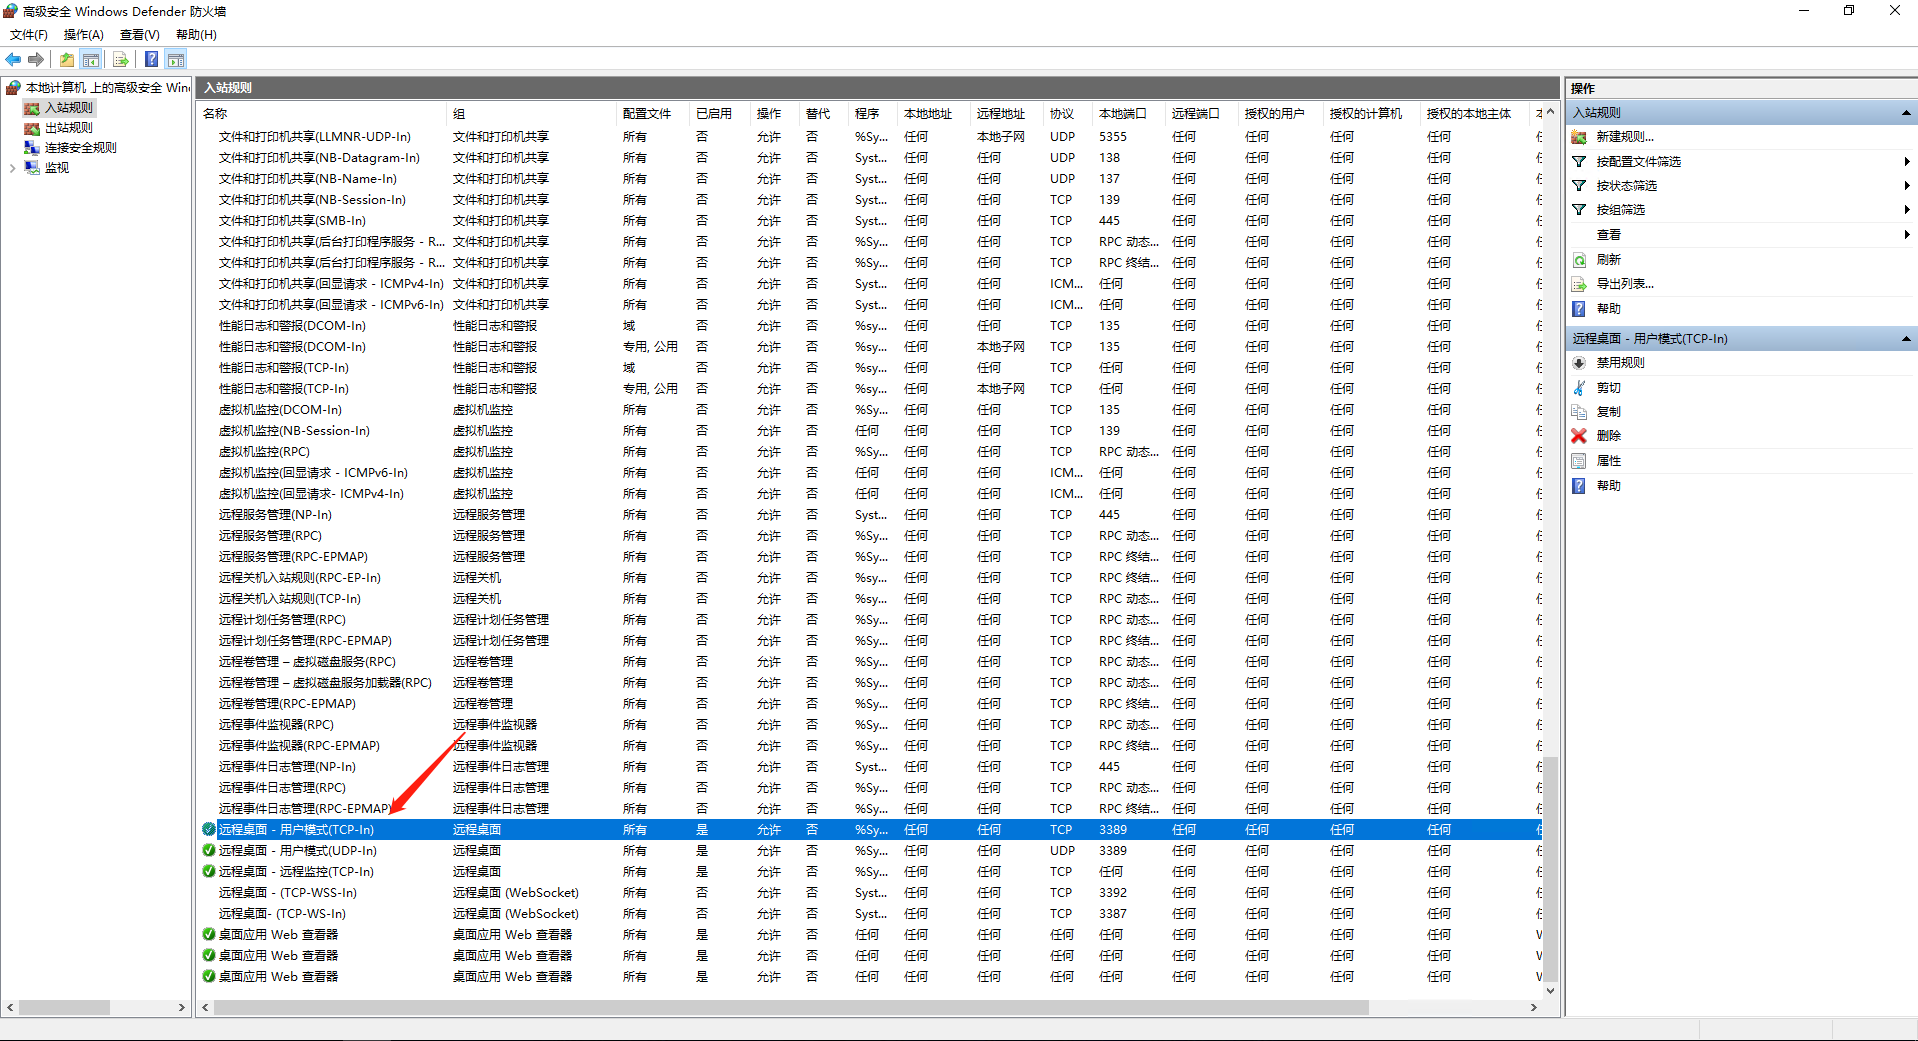 高级安全 Windows Defender 防火墙
文件(F) 操作(A) 查看(V) 帮助(H)
本地计算机 上的高级安全 Win
入站规则
出站规则
连接安全规则
监视
入站规则
名称 组 配置文件 已启用 操作 替代 程序 本地地址 远程地址 协议 本地端口 远程端口 授权的用户 授权的计算机 授权的本地主体
文件和打印机共享(LLMNR-UDP-In) 文件和打印机共享 所有 否 允许 否 %Sy... 任何 本地子网 UDP 5355 任何 任何 任何 任何
文件和打印机共享(NB-Datagram-In) 文件和打印机共享 所有 否 允许 否 Syst... 任何 任何 UDP 138 任何 任何 任何 任何
文件和打印机共享(NB-Name-In) 文件和打印机共享 所有 否 允许 否 Syst... 任何 任何 UDP 137 任何 任何 任何 任何
文件和打印机共享(NB-Session-In) 文件和打印机共享 所有 否 允许 否 Syst... 任何 任何 TCP 139 任何 任何 任何 任何
文件和打印机共享(SMB-In) 文件和打印机共享 所有 否 允许 否 Syst... 任何 任何 TCP 445 任何 任何 任何 任何
文件和打印机共享(后台打印程序服务 - R... 文件和打印机共享 所有 否 允许 否 %Sy... 任何 任何 TCP RPC 动态... 任何 任何 任何 任何
文件和打印机共享(后台打印程序服务 - R... 文件和打印机共享 所有 否 允许 否 %Sy... 任何 任何 TCP RPC 终结... 任何 任何 任何 任何
文件和打印机共享(回显请求 - ICMPv4-In) 文件和打印机共享 所有 否 允许 否 Syst... 任何 任何 ICM... 任何 任何 任何 任何 任何
文件和打印机共享(回显请求 - ICMPv6-In) 文件和打印机共享 所有 否 允许 否 Syst... 任何 任何 ICM... 任何 任何 任何 任何 任何
性能日志和警报(DCOM-In) 性能日志和警报 域 否 允许 否 %sy... 任何 任何 TCP 135 任何 任何 任何 任何
性能日志和警报(DCOM-In) 性能日志和警报 专用, 公用 否 允许 否 %sy... 任何 本地子网 TCP 135 任何 任何 任何 任何
性能日志和警报(TCP-In) 性能日志和警报 域 否 允许 否 %sy... 任何 任何 TCP 任何 任何 任何 任何 任何
性能日志和警报(TCP-In) 性能日志和警报 专用, 公用 否 允许 否 %sy... 任何 本地子网 TCP 任何 任何 任何 任何 任何
虚拟机监控(DCOM-In) 虚拟机监控 所有 否 允许 否 %Sy... 任何 任何 TCP 135 任何 任何 任何 任何
虚拟机监控(NB-Session-In) 虚拟机监控 所有 否 允许 否 任何 任何 任何 TCP 139 任何 任何 任何 任何
虚拟机监控(RPC) 虚拟机监控 所有 否 允许 否 %Sy... 任何 任何 TCP RPC 动态... 任何 任何 任何 任何
虚拟机监控(回显请求 - ICMPv6-In) 虚拟机监控 所有 否 允许 否 任何 任何 任何 ICM... 任何 任何 任何 任何 任何
虚拟机监控(回显请求- ICMPv4-In) 虚拟机监控 所有 否 允许 否 任何 任何 任何 ICM... 任何 任何 任何 任何 任何
远程服务管理(NP-In) 远程服务管理 所有 否 允许 否 Syst... 任何 任何 TCP 445 任何 任何 任何 任何
远程服务管理(RPC) 远程服务管理 所有 否 允许 否 %Sy... 任何 任何 TCP RPC 动态... 任何 任何 任何 任何
远程服务管理(RPC-EPMAP) 远程服务管理 所有 否 允许 否 %Sy... 任何 任何 TCP RPC 终结... 任何 任何 任何 任何
远程关机入站规则(RPC-EP-In) 远程关机 所有 否 允许 否 %sy... 任何 任何 TCP RPC 终结... 任何 任何 任何 任何
远程关机入站规则(TCP-In) 远程关机 所有 否 允许 否 %sy... 任何 任何 TCP RPC 动态... 任何 任何 任何 任何
远程计划任务管理(RPC) 远程计划任务管理 所有 否 允许 否 %Sy... 任何 任何 TCP RPC 动态... 任何 任何 任何 任何
远程计划任务管理(RPC-EPMAP) 远程计划任务管理 所有 否 允许 否 %Sy... 任何 任何 TCP RPC 终结... 任何 任何 任何 任何
远程卷管理 – 虚拟磁盘服务(RPC) 远程卷管理 所有 否 允许 否 %Sy... 任何 任何 TCP RPC 动态... 任何 任何 任何 任何
远程卷管理 – 虚拟磁盘服务加载器(RPC) 远程卷管理 所有 否 允许 否 %Sy... 任何 任何 TCP RPC 动态... 任何 任何 任何 任何
远程卷管理(RPC-EPMAP) 远程卷管理 所有 否 允许 否 %Sy... 任何 任何 TCP RPC 终结... 任何 任何 任何 任何
远程事件监视器(RPC) 远程事件监视器 所有 否 允许 否 %Sy... 任何 任何 TCP RPC 动态... 任何 任何 任何 任何
远程事件监视器(RPC-EPMAP) 远程事件监视器 所有 否 允许 否 %Sy... 任何 任何 TCP RPC 终结... 任何 任何 任何 任何
远程事件日志管理(NP-In) 远程事件日志管理 所有 否 允许 否 Syst... 任何 任何 TCP 445 任何 任何 任何 任何
远程事件日志管理(RPC) 远程事件日志管理 所有 否 允许 否 %Sy... 任何 任何 TCP RPC 动态... 任何 任何 任何 任何
远程事件日志管理(RPC-EPMAP) 远程事件日志管理 所有 否 允许 否 %Sy... 任何 任何 TCP RPC 终结... 任何 任何 任何 任何
远程桌面 - 用户模式(TCP-In) 远程桌面 所有 是 允许 否 %Sy... 任何 任何 TCP 3389 任何 任何 任何 任何
远程桌面 - 用户模式(UDP-In) 远程桌面 所有 是 允许 否 %Sy... 任何 任何 UDP 3389 任何 任何 任何 任何
远程桌面 - 远程监控(TCP-In) 远程桌面 所有 是 允许 否 %Sy... 任何 任何 TCP 任何 任何 任何 任何 任何
远程桌面 - (TCP-WSS-In) 远程桌面 (WebSocket) 所有 否 允许 否 Syst... 任何 任何 TCP 3392 任何 任何 任何 任何
远程桌面- (TCP-WS-In) 远程桌面 (WebSocket) 所有 否 允许 否 Syst... 任何 任何 TCP 3387 任何 任何 任何 任何
桌面应用 Web 查看器 桌面应用 Web 查看器 所有 是 允许 否 任何 任何 任何 任何 任何 任何 任何 任何 任何
桌面应用 Web 查看器 桌面应用 Web 查看器 所有 是 允许 否 任何 任何 任何 任何 任何 任何 任何 任何 任何
桌面应用 Web 查看器 桌面应用 Web 查看器 所有 是 允许 否 任何 任何 任何 任何 任何 任何 任何 任何 任何
操作
入站规则
新建规则...
按配置文件筛选
按状态筛选
按组筛选
查看
刷新
导出列表...
帮助
远程桌面 - 用户模式(TCP-In)
禁用规则
剪切
复制
删除
属性
帮助